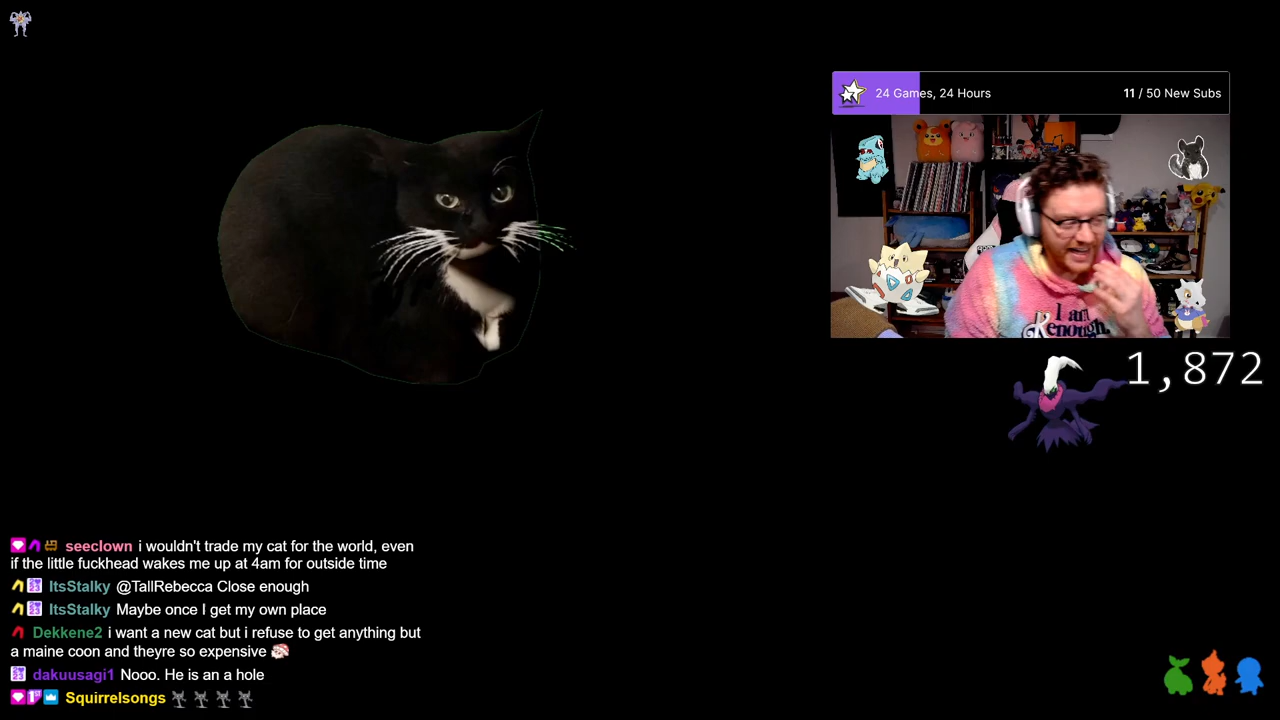 24 Games, 24 Hours 11 / 50 New Subs
I am
Kenough.
1,872
seeclown i wouldn't trade my cat for the world, even
if the little fuckhead wakes me up at 4am for outside time
ItsStalky @TallRebecca Close enough
ItsStalky Maybe once I get my own place
Dekkene2 i want a new cat but i refuse to get anything but
a maine coon and theyre so expensive
dakuusagi1 Nooo. He is an a hole
Squirrelsongs